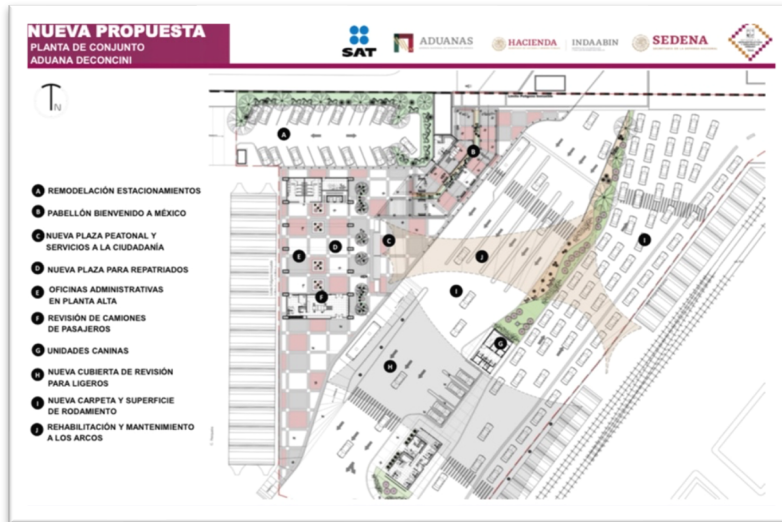 NUEVA PROPUESTA
PLANTA DE CONJUNTO
ADUANA DECONCINI
SAT
ADUANAS
HACIENDA
INDAABIN
SEDENA
N
A REMODELACIÓN ESTACIONAMIENTOS
B PABELLÓN BIENVENIDO A MÉXICO
C NUEVA PLAZA PEATONAL Y
SERVICIOS A LA CIUDADANÍA
D NUEVA PLAZA PARA REPATRIADOS
E OFICINAS ADMINISTRATIVAS
EN PLANTA ALTA
F REVISIÓN DE CAMIONES
DE PASAJEROS
G UNIDADES CANINAS
H NUEVA CUBIERTA DE REVISIÓN
PARA LIGEROS
I NUEVA CARPETA Y SUPERFICIE
DE RODAMIENTO
J REHABILITACIÓN Y MANTENIMIENTO
A LOS ARCOS
A
B
C
D
E
F
G
H
I
I
J